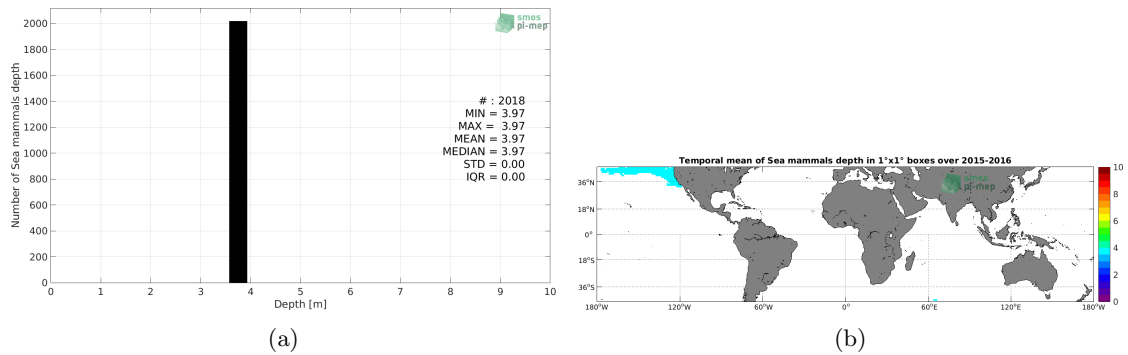 2000
1800
1600
1400
1200
1000
800
600
400
200
0
Number of Sea mammals depth
0 1 2 3 4 5 6 7 8 9 10
Depth [m]
smos
pi-mep
# : 2018
MIN = 3.97
MAX = 3.97
MEAN = 3.97
MEDIAN = 3.97
STD = 0.00
IQR = 0.00
(a)
Temporal mean of Sea mammals depth in 1°x1° boxes over 2015-2016
smos
pi-mep
36°N
18°N
0°
18°S
36°S
180°W 120°W 60°W 0° 60°E 120°E 180°E
10
8
6
4
2
0
(b)